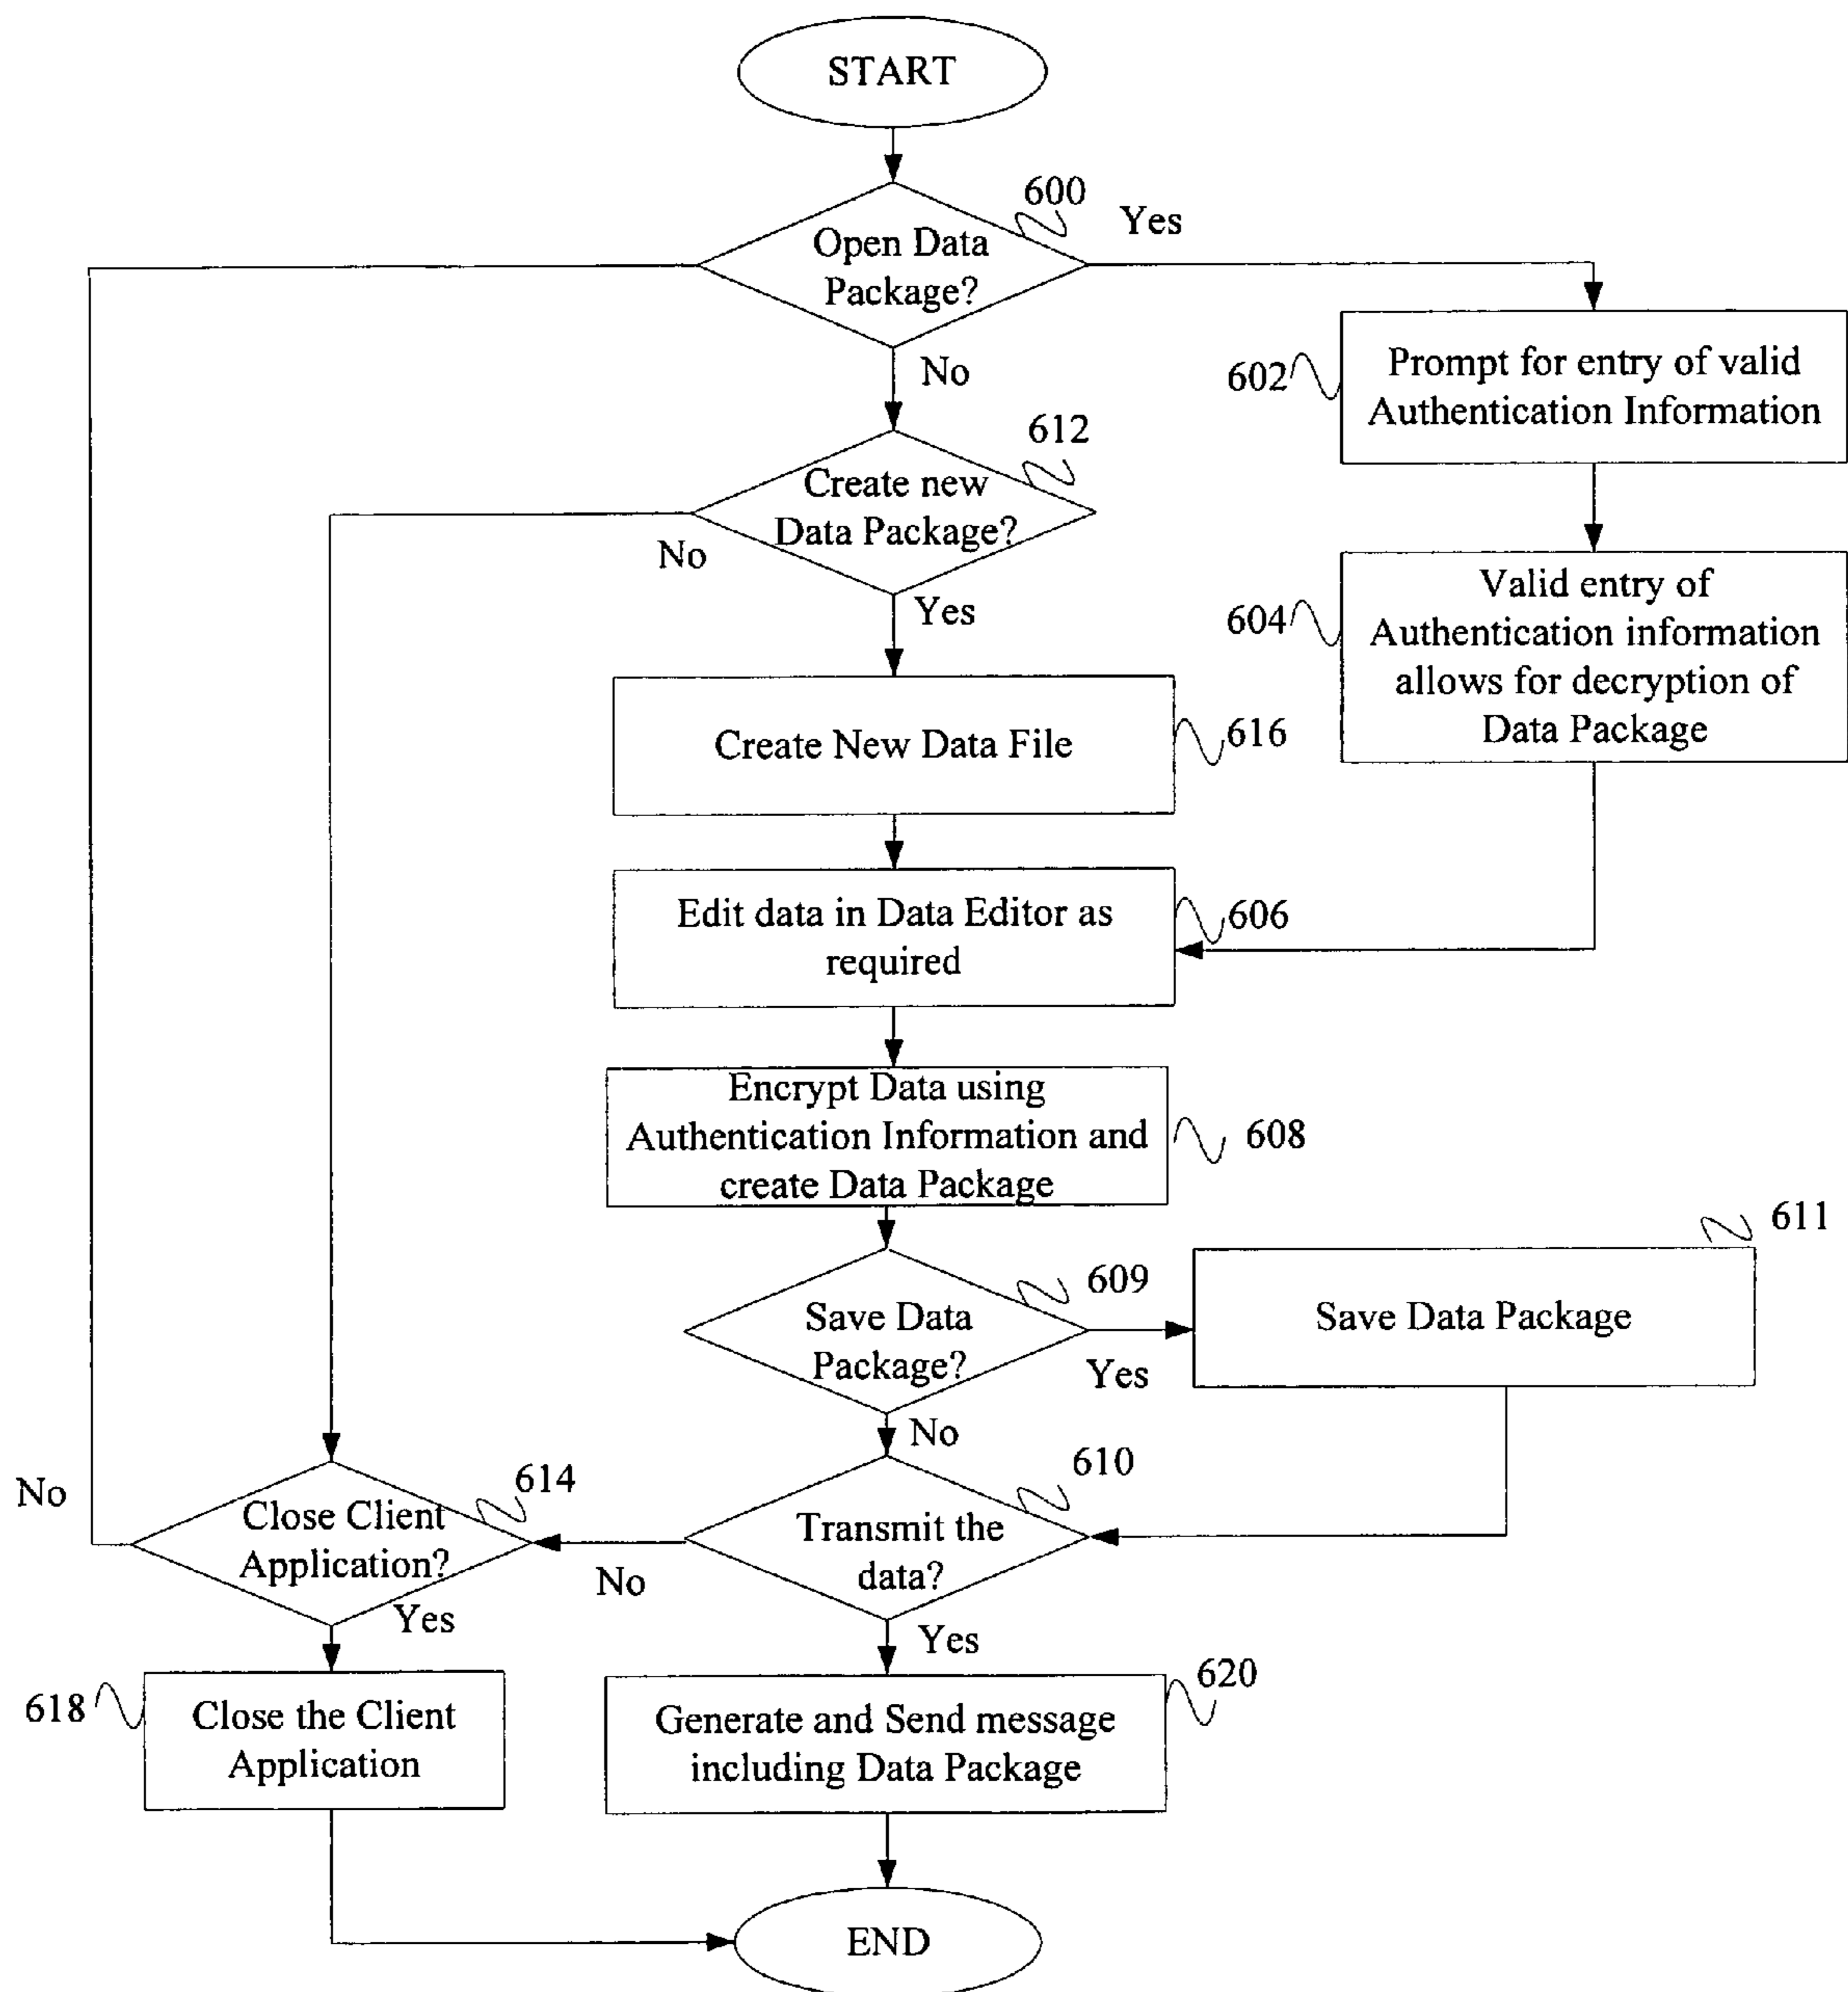 START
600
Yes
Open Data
Package?
No
602
Prompt for entry of valid
Authentication Information
612
Create new
Data Package?
No
Yes
604
Valid entry of
Authentication information
allows for decryption of
Data Package
Create New Data File
616
Edit data in Data Editor as
required
606
Encrypt Data using
Authentication Information and
create Data Package
608
609
Save Data
Package?
Yes
611
Save Data Package
No
610
Transmit the
data?
No
Yes
614
Close Client
Application?
No
Yes
618
Close the Client
Application
620
Generate and Send message
including Data Package
END